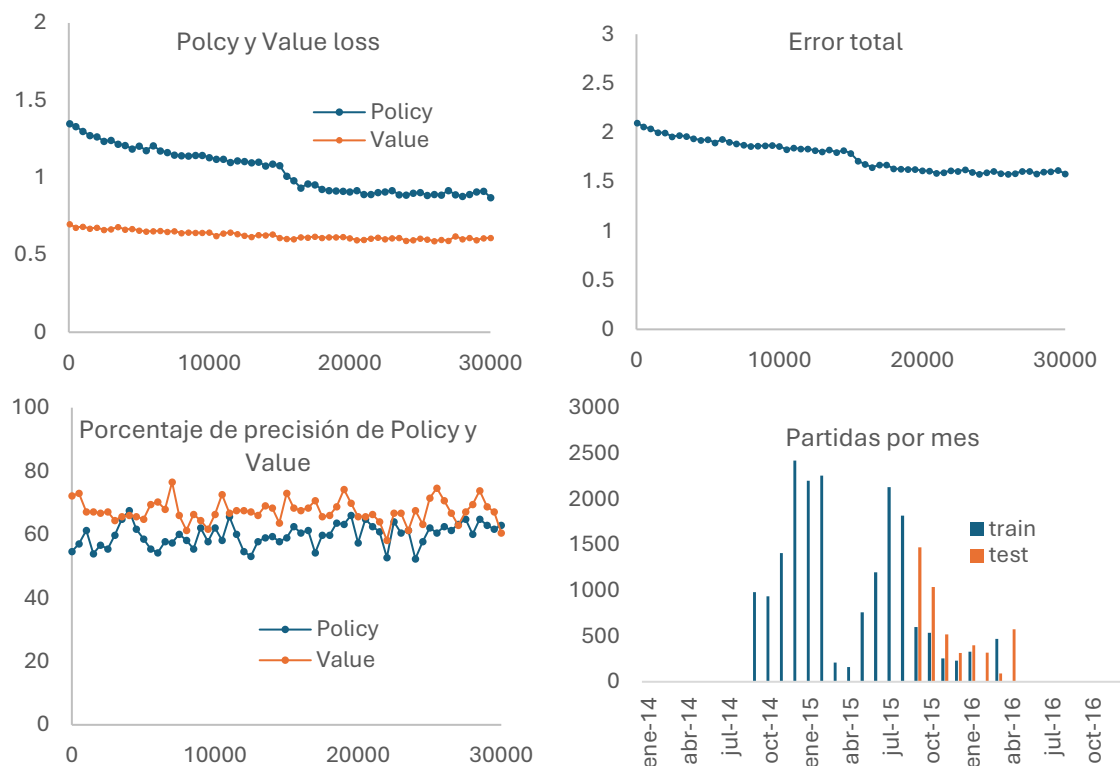 Polcy y Value loss
2
1.5
1
0.5
0
Policy
Value
0
10000
20000
30000
Error total
3
2.5
2
1.5
1
0.5
0
0
10000
20000
30000
Porcentaje de precisión de Policy y
Value
100
80
60
40
20
0
Policy
Value
0
10000
20000
30000
Partidas por mes
3000
2500
2000
1500
1000
500
0
train
test
ene-14
abr-14
jul-14
oct-14
ene-15
abr-15
jul-15
oct-15
ene-16
abr-16
jul-16
oct-16